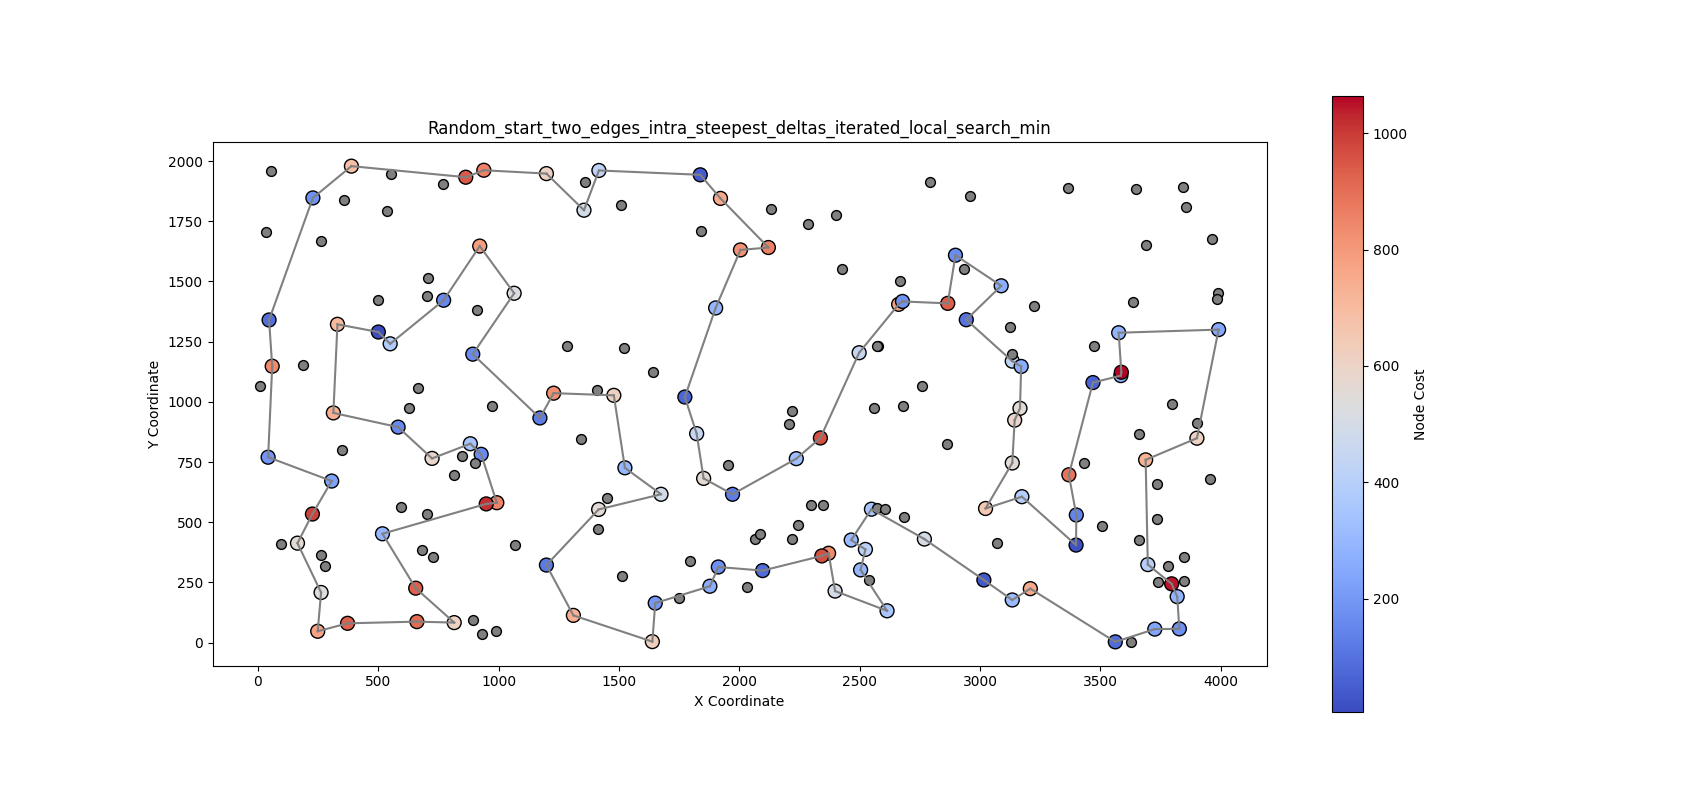 Random_start_two_edges_intra_steepest_deltas_iterated_local_search_min
2000
1750
1500
1250
1000
750
500
250
0
Y Coordinate
0 500 1000 1500 2000 2500 3000 3500 4000
X Coordinate
1000
800
600
400
200
Node Cost